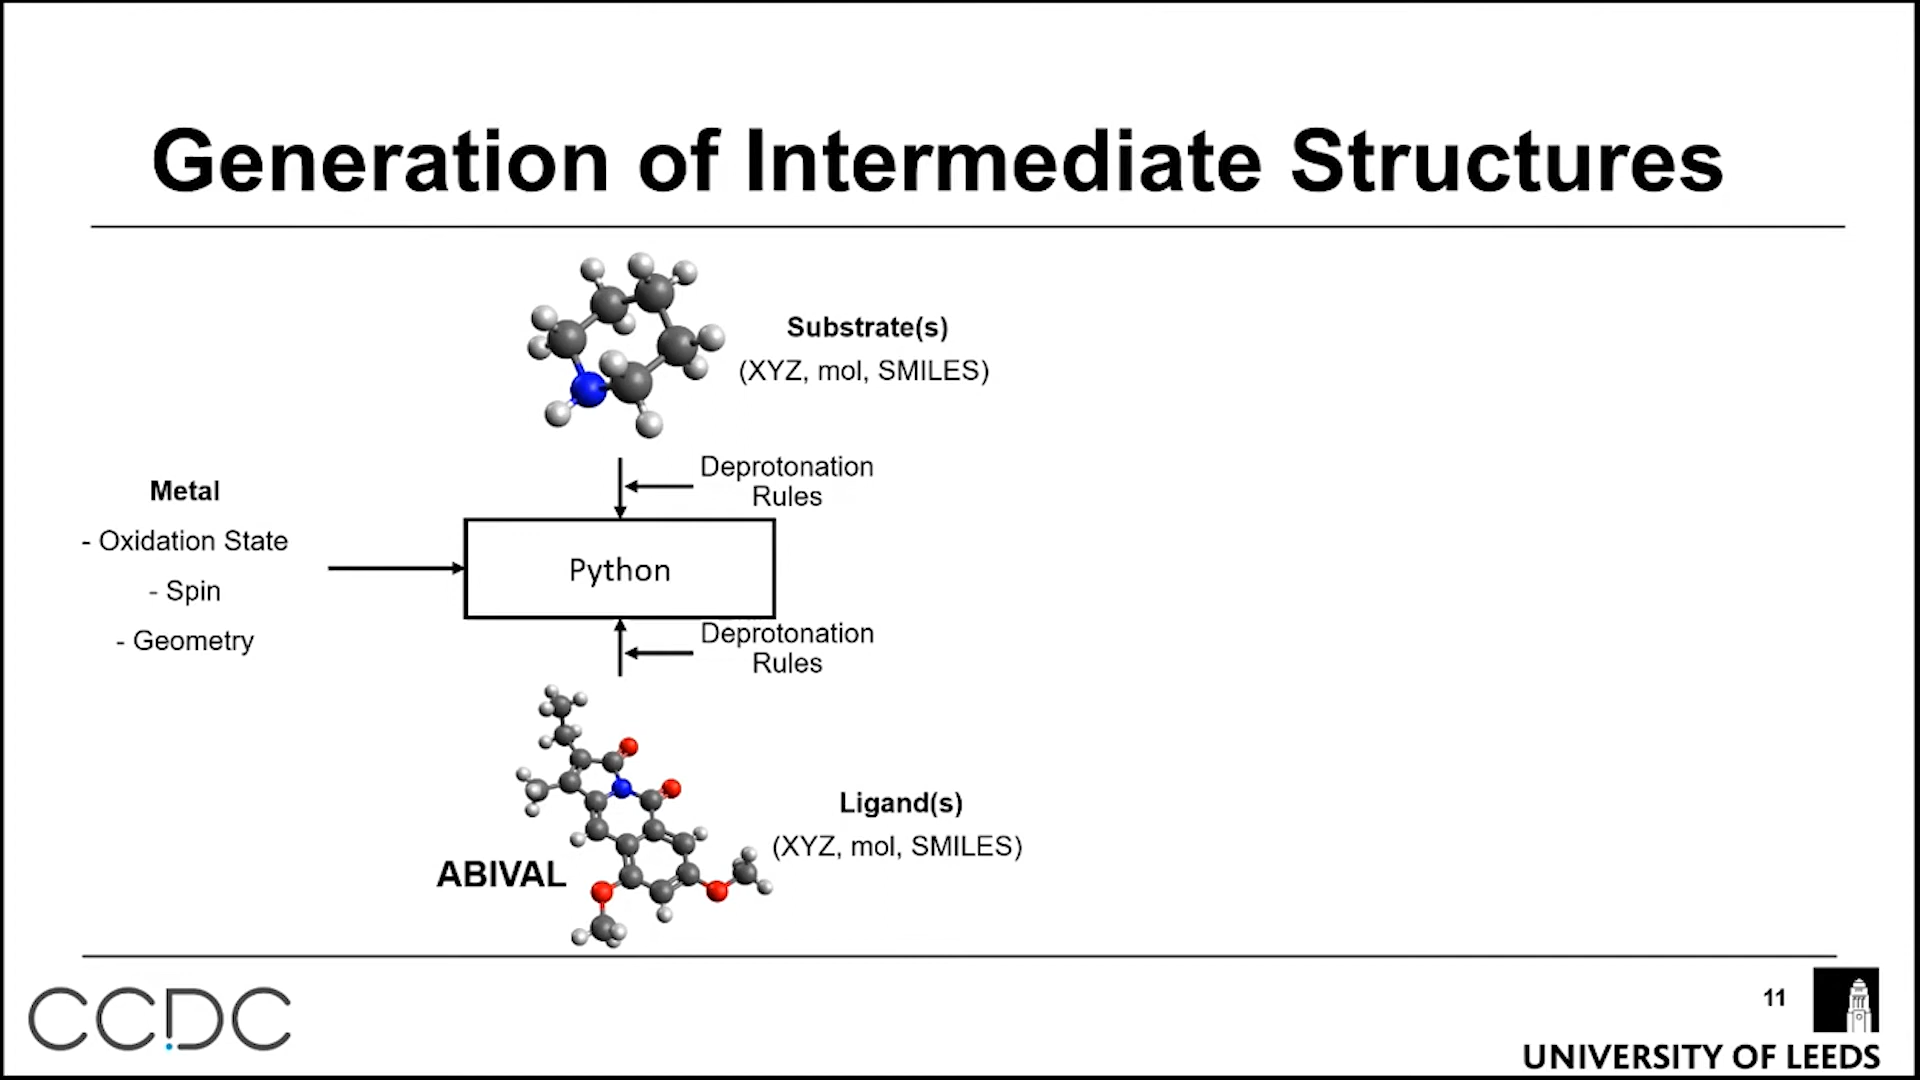 Generation of Intermediate Structures
Substrate(s)
(XYZ, mol, SMILES)
Deprotonation
Rules
Metal
- Oxidation State
- Spin
- Geometry
Python
Deprotonation
Rules
Ligand(s)
(XYZ, mol, SMILES)
ABIVAL
CCDC
11
UNIVERSITY OF LEEDS